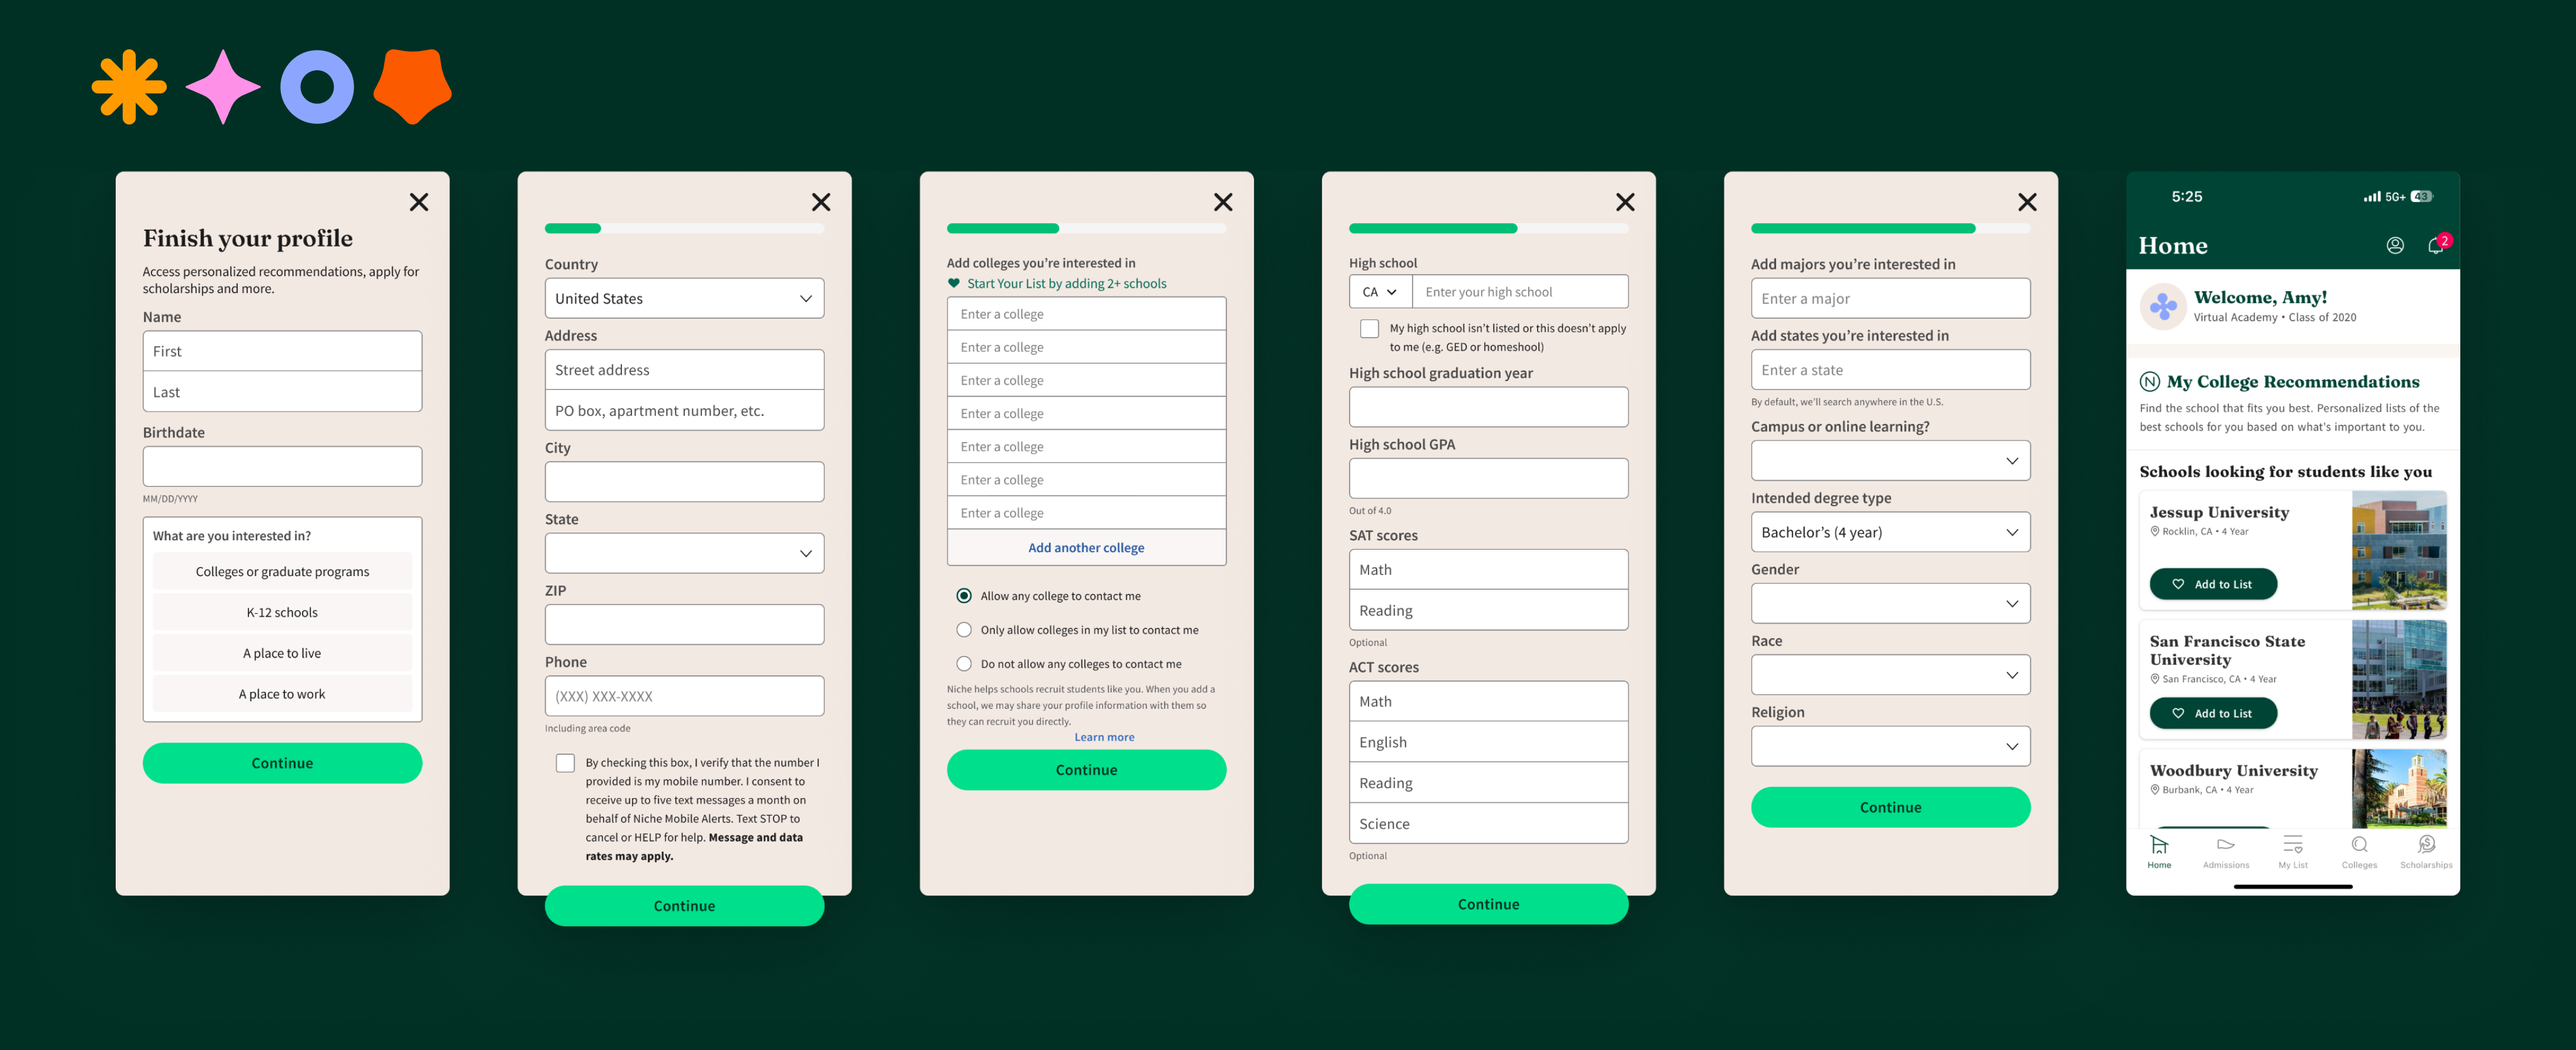 Finish your profile
Access personalized recommendations, apply for
scholarships and more.
Name
First
Last
Birthdate
MM/DD/YYYY
What are you interested in?
Colleges or graduate programs
K-12 schools
A place to live
A place to work
Continue
Country
United States
Address
Street address
PO box, apartment number, etc.
City
State
ZIP
Phone
(XXX) XXX-XXXX
Including area code
By checking this box, I verify that the number I
provided is my mobile number. I consent to
receive up to five text messages a month on
behalf of Niche Mobile Alerts. Text STOP to
cancel or HELP for help. Message and data
rates may apply.
Continue
Add colleges you’re interested in
Start Your List by adding 2+ schools
Enter a college
Enter a college
Enter a college
Enter a college
Enter a college
Enter a college
Enter a college
Add another college
Allow any college to contact me
Only allow colleges in my list to contact me
Do not allow any colleges to contact me
Niche helps schools recruit students like you. When you add a
school, we may share your profile information with them so
they can recruit you directly.
Learn more
Continue
High school
CA Enter your high school
My high school isn’t listed or this doesn’t apply
to me (e.g. GED or homeshool)
High school graduation year
High school GPA
Out of 4.0
SAT scores
Math
Reading
Optional
ACT scores
Math
English
Reading
Science
Optional
Continue
Add majors you’re interested in
Enter a major
Add states you’re interested in
Enter a state
By default, we’ll search anywhere in the U.S.
Campus or online learning?
Intended degree type
Bachelor’s (4 year)
Gender
Race
Religion
Continue
5:25 5G+ 43
Home 2
Welcome, Amy!
Virtual Academy • Class of 2020
N My College Recommendations
Find the school that fits you best. Personalized lists of the
best schools for you based on what's important to you.
Schools looking for students like you
Jessup University
Rocklin, CA • 4 Year
Add to List
San Francisco State
University
San Francisco, CA • 4 Year
Add to List
Woodbury University
Burbank, CA • 4 Year
Home Admissions My List Colleges Scholarships